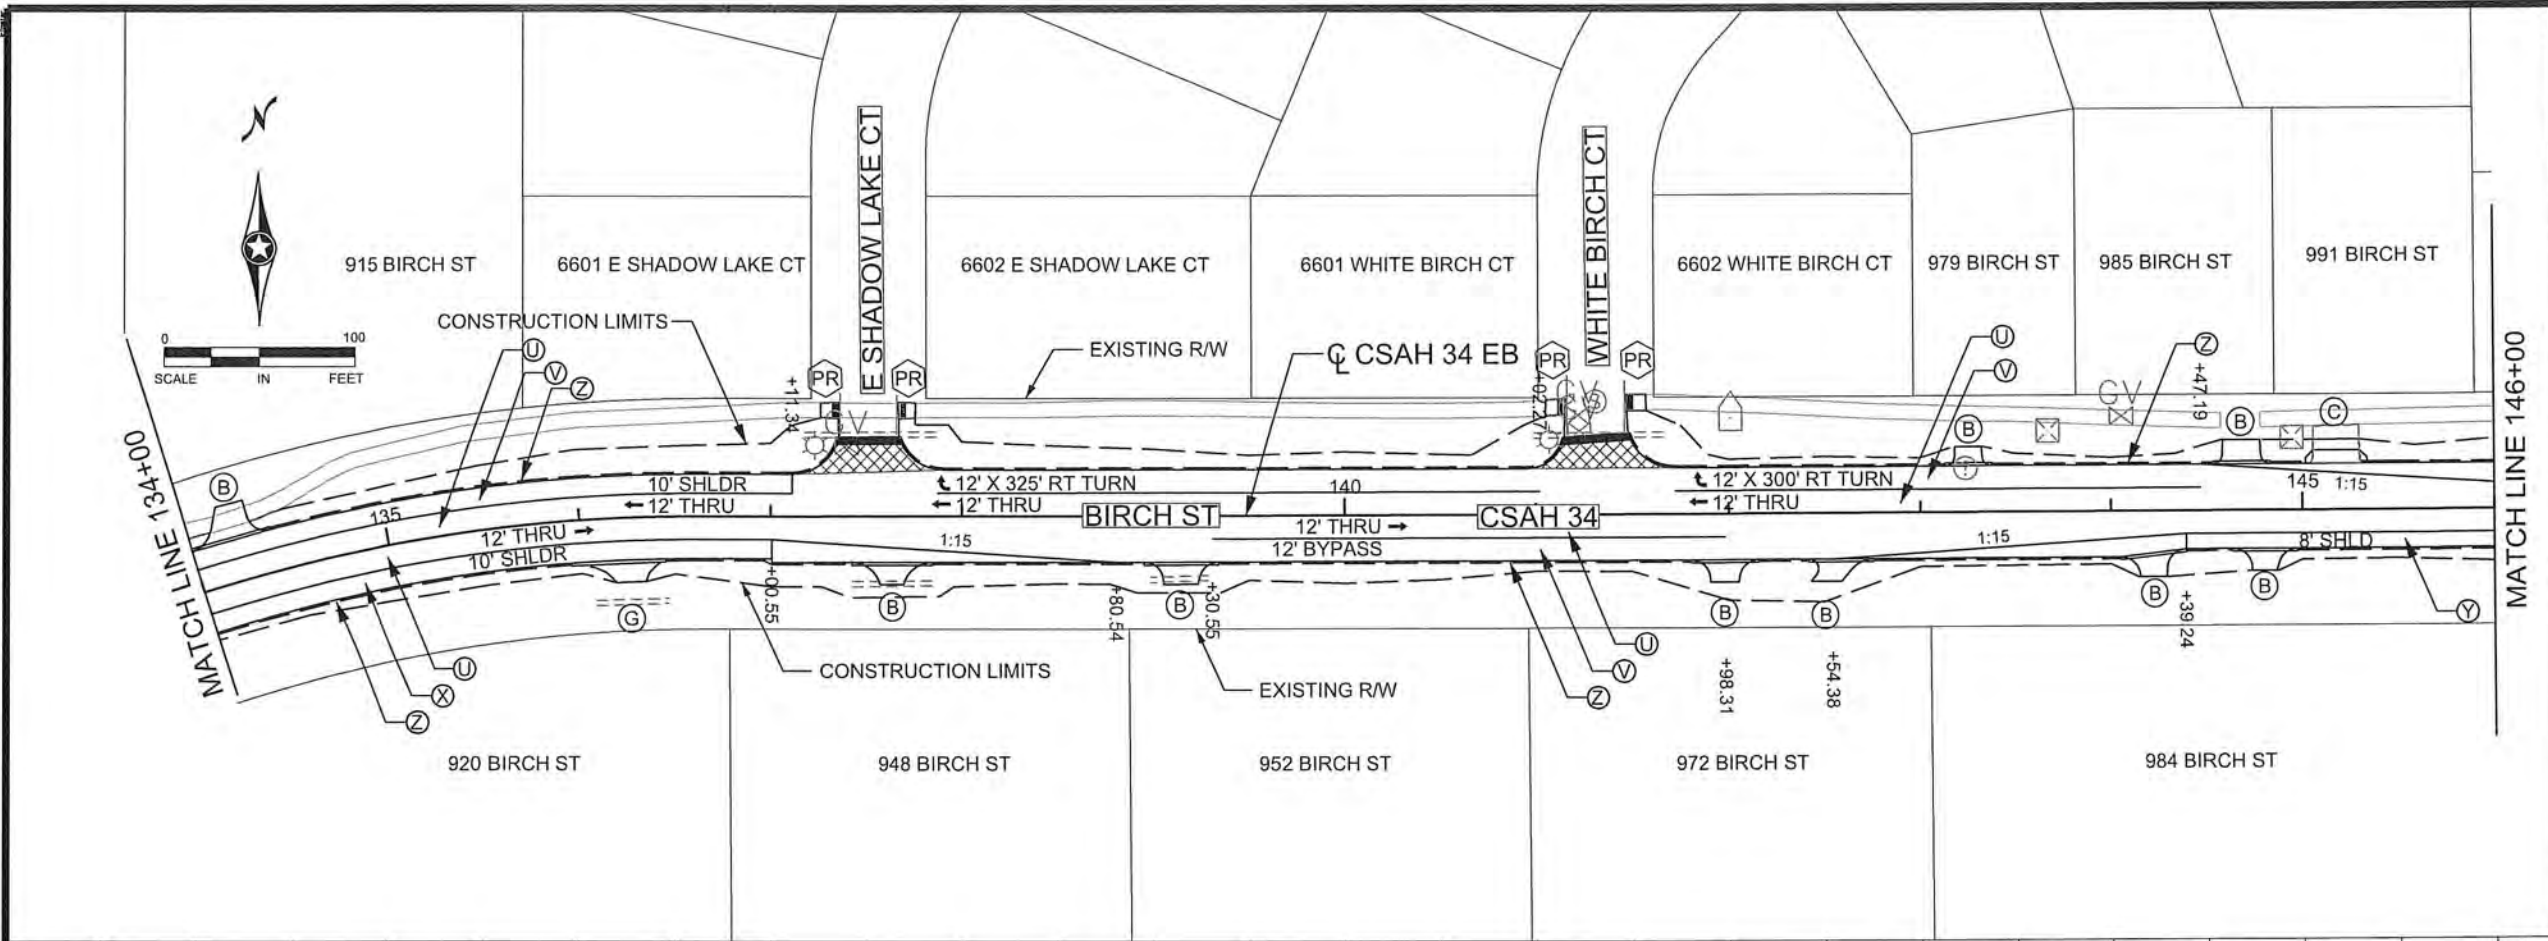 N
0 100
SCALE IN FEET
915 BIRCH ST
6601 E SHADOW LAKE CT
E SHADOW LAKE CT
6602 E SHADOW LAKE CT
6601 WHITE BIRCH CT
WHITE BIRCH CT
6602 WHITE BIRCH CT
979 BIRCH ST
985 BIRCH ST
991 BIRCH ST
CONSTRUCTION LIMITS
EXISTING R/W
℄ CSAH 34 EB
U
V
Z
PR
PR
PR
PR
U
V
Z
+11.34
GV
+02.27
GV
S
GV
+47.19
B
B
C
B
T
MATCH LINE 134+00
MATCH LINE 146+00
10' SHLDR
12' X 325' RT TURN
140
12' X 300' RT TURN
145
1:15
← 12' THRU
← 12' THRU
← 12' THRU
135
12' THRU →
BIRCH ST
12' THRU →
CSAH 34
10' SHLDR
1:15
12' BYPASS
1:15
8' SHLD
G
+00.55
B
+80.54
B
+30.55
B
B
B
+39.24
B
Y
U
X
Z
CONSTRUCTION LIMITS
EXISTING R/W
U
V
Z
+98.31
+54.38
920 BIRCH ST
948 BIRCH ST
952 BIRCH ST
972 BIRCH ST
984 BIRCH ST